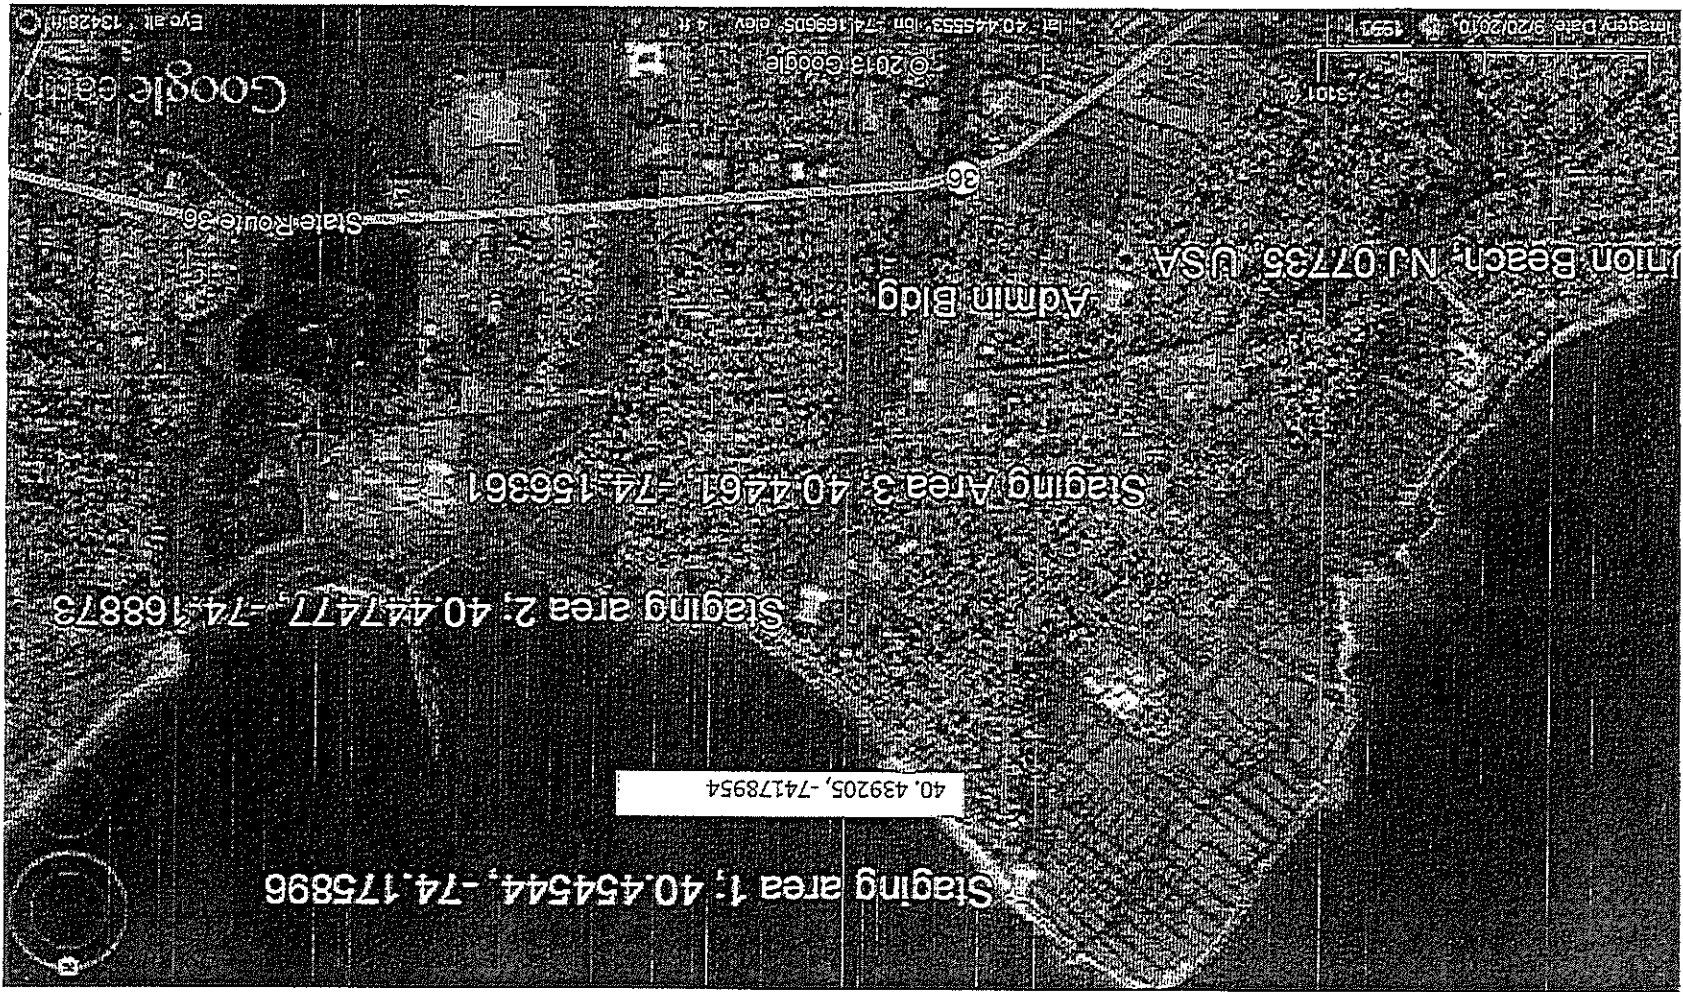 Staging area 1; 40.454544, -74.175896
40. 439205, -74178954
Staging area 2; 40.447477, -74.168873
Staging Area 3; 40.4461, -74.156361
Admin Bldg
Union Beach, NJ 07735, USA
36
State Route 36
3101
Google earth
© 2013 Google
Imagery Date 9/20/2010
1991
lat 40.445553 lon -74.169605° elev 4 ft
Eye alt 13428 ft